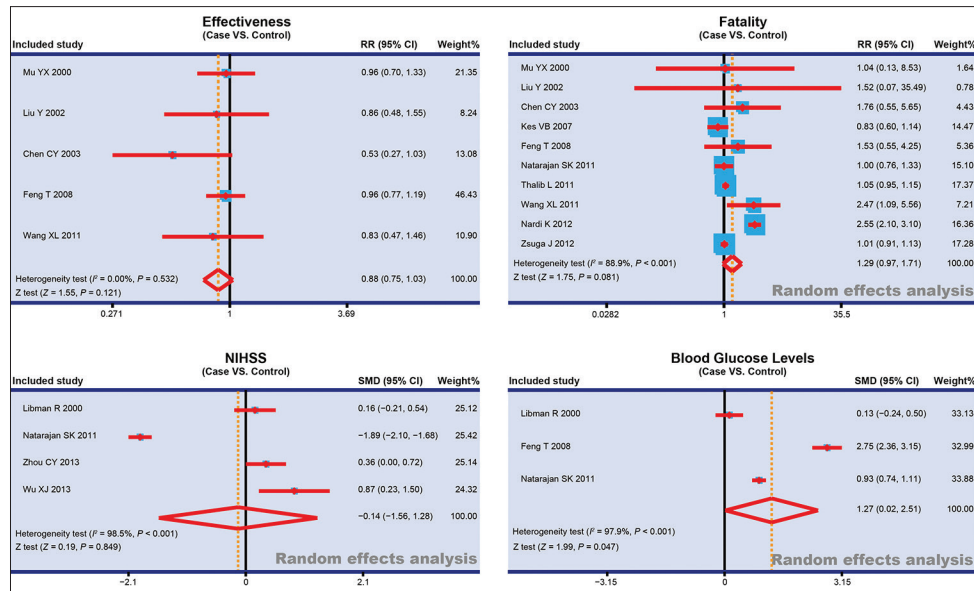 Effectiveness
(Case VS. Control)
Included study RR (95% CI) Weight%
Mu YX 2000 0.96 (0.70, 1.33) 21.35
Liu Y 2002 0.86 (0.48, 1.55) 8.24
Chen CY 2003 0.53 (0.27, 1.03) 13.08
Feng T 2008 0.96 (0.77, 1.19) 46.43
Wang XL 2011 0.83 (0.47, 1.46) 10.90
Heterogeneity test (I² = 0.00%, P = 0.532) 0.88 (0.75, 1.03) 100.00
Z test (Z = 1.55, P = 0.121)
0.271 1 3.69
Fatality
(Case VS. Control)
Included study RR (95% CI) Weight%
Mu YX 2000 1.04 (0.13, 8.53) 1.64
Liu Y 2002 1.52 (0.07, 35.49) 0.78
Chen CY 2003 1.76 (0.55, 5.65) 4.43
Kes VB 2007 0.83 (0.60, 1.14) 14.47
Feng T 2008 1.53 (0.55, 4.25) 5.36
Natarajan SK 2011 1.00 (0.76, 1.33) 15.10
Thalib L 2011 1.05 (0.95, 1.15) 17.37
Wang XL 2011 2.47 (1.09, 5.56) 7.21
Nardi K 2012 2.55 (2.10, 3.10) 16.36
Zsuga J 2012 1.01 (0.91, 1.13) 17.28
Heterogeneity test (I² = 88.9%, P < 0.001) 1.29 (0.97, 1.71) 100.00
Z test (Z = 1.75, P = 0.081)
Random effects analysis
0.0282 1 35.5
NIHSS
(Case VS. Control)
Included study SMD (95% CI) Weight%
Libman R 2000 0.16 (−0.21, 0.54) 25.12
Natarajan SK 2011 −1.89 (−2.10, −1.68) 25.42
Zhou CY 2013 0.36 (0.00, 0.72) 25.14
Wu XJ 2013 0.87 (0.23, 1.50) 24.32
−0.14 (−1.56, 1.28) 100.00
Heterogeneity test (I² = 98.5%, P < 0.001)
Z test (Z = 0.19, P = 0.849)
Random effects analysis
−2.1 0 2.1
Blood Glucose Levels
(Case VS. Control)
Included study SMD (95% CI) Weight%
Libman R 2000 0.13 (−0.24, 0.50) 33.13
Feng T 2008 2.75 (2.36, 3.15) 32.99
Natarajan SK 2011 0.93 (0.74, 1.11) 33.88
1.27 (0.02, 2.51) 100.00
Heterogeneity test (I² = 97.9%, P < 0.001)
Z test (Z = 1.99, P = 0.047)
Random effects analysis
−3.15 0 3.15